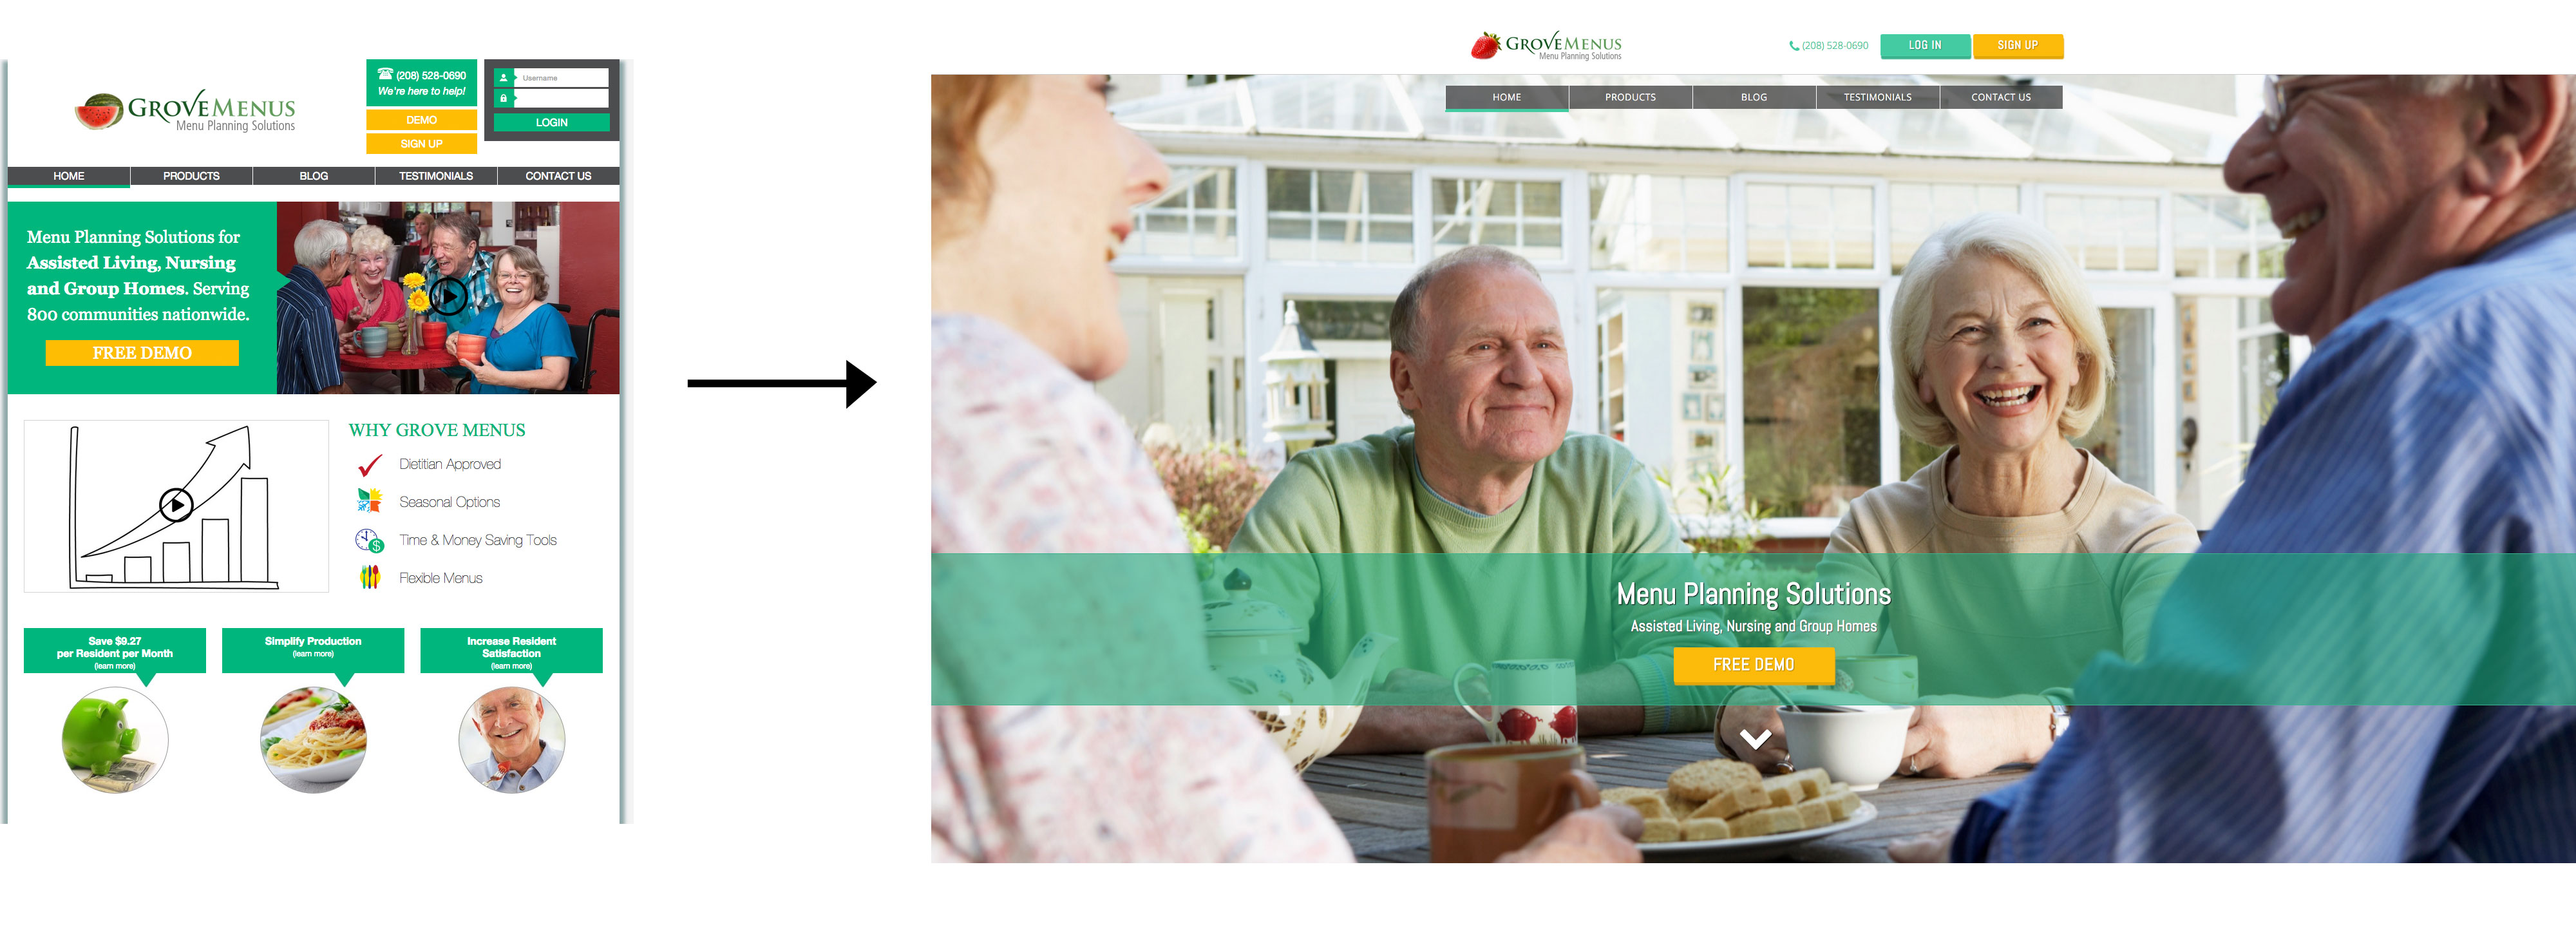 GROVEMENUS
Menu Planning Solutions
(208) 528-0690
We're here to help!
DEMO
SIGN UP
Username
LOGIN
HOME
PRODUCTS
BLOG
TESTIMONIALS
CONTACT US
Menu Planning Solutions for
Assisted Living, Nursing
and Group Homes. Serving
800 communities nationwide.
FREE DEMO
WHY GROVE MENUS
Dietitian Approved
Seasonal Options
$
Time & Money Saving Tools
Flexible Menus
Save $9.27
per Resident per Month
(learn more)
Simplify Production
(learn more)
Increase Resident
Satisfaction
(learn more)
GROVEMENUS
Menu Planning Solutions
(208) 528-0690
LOG IN
SIGN UP
HOME
PRODUCTS
BLOG
TESTIMONIALS
CONTACT US
Menu Planning Solutions
Assisted Living, Nursing and Group Homes
FREE DEMO